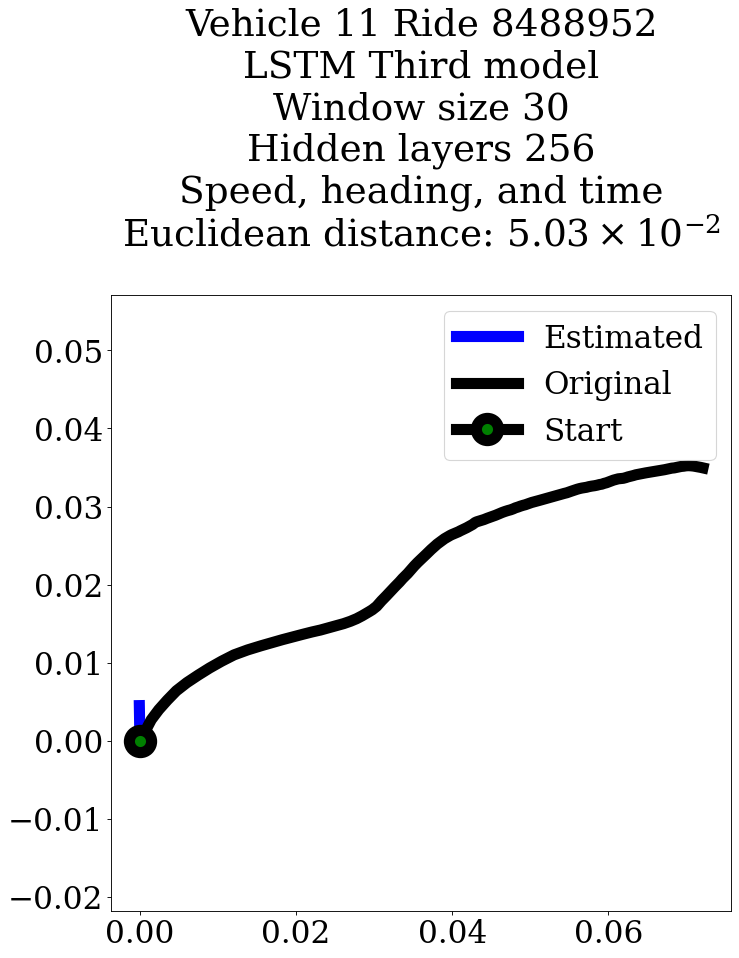 Vehicle 11 Ride 8488952
LSTM Third model
Window size 30
Hidden layers 256
Speed, heading, and time
Euclidean distance: 5.03 × 10⁻²
Estimated
Original
Start
0.05
0.04
0.03
0.02
0.01
0.00
−0.01
−0.02
0.00 0.02 0.04 0.06